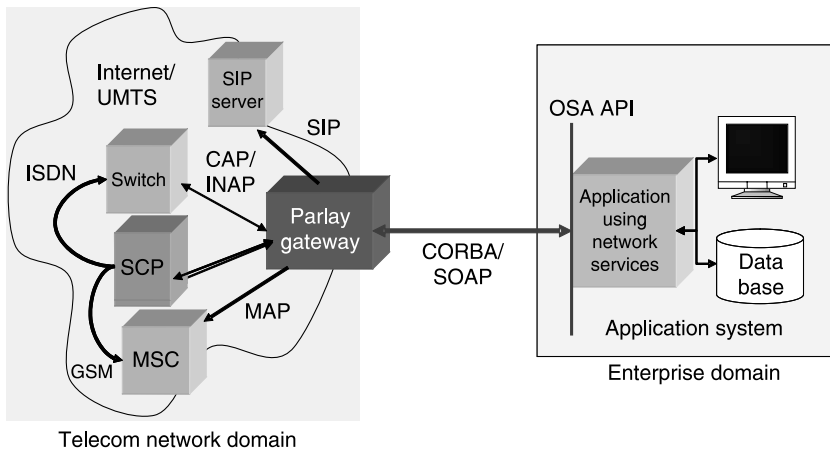 Internet/
UMTS
SIP
server
SIP
OSA API
ISDN
Switch
CAP/
INAP
Parlay
gateway
Application
using
network
services
SCP
CORBA/
SOAP
Data
base
MAP
MSC
GSM
Application system
Enterprise domain
Telecom network domain